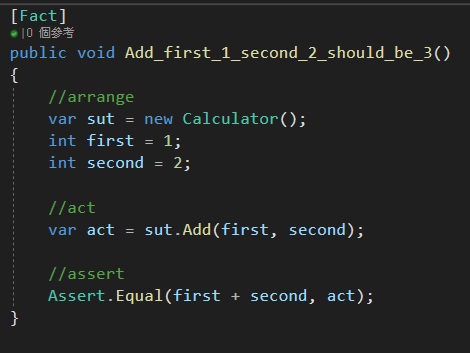 [Fact]
|0 個參考
public void Add_first_1_second_2_should_be_3()
{
    //arrange
    var sut = new Calculator();
    int first = 1;
    int second = 2;

    //act
    var act = sut.Add(first, second);

    //assert
    Assert.Equal(first + second, act);
}